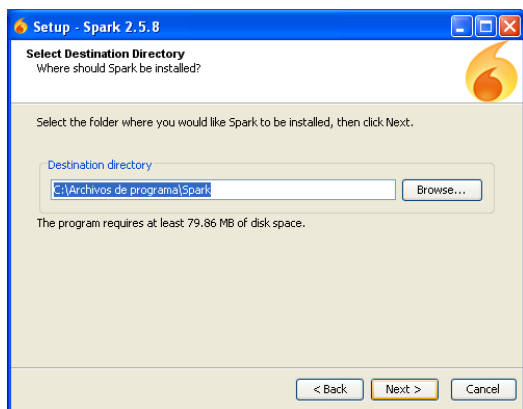 Setup - Spark 2.5.8
Select Destination Directory
Where should Spark be installed?
Select the folder where you would like Spark to be installed, then click Next.
Destination directory
C:\Archivos de programa\Spark
Browse...
The program requires at least 79.86 MB of disk space.
< Back
Next >
Cancel